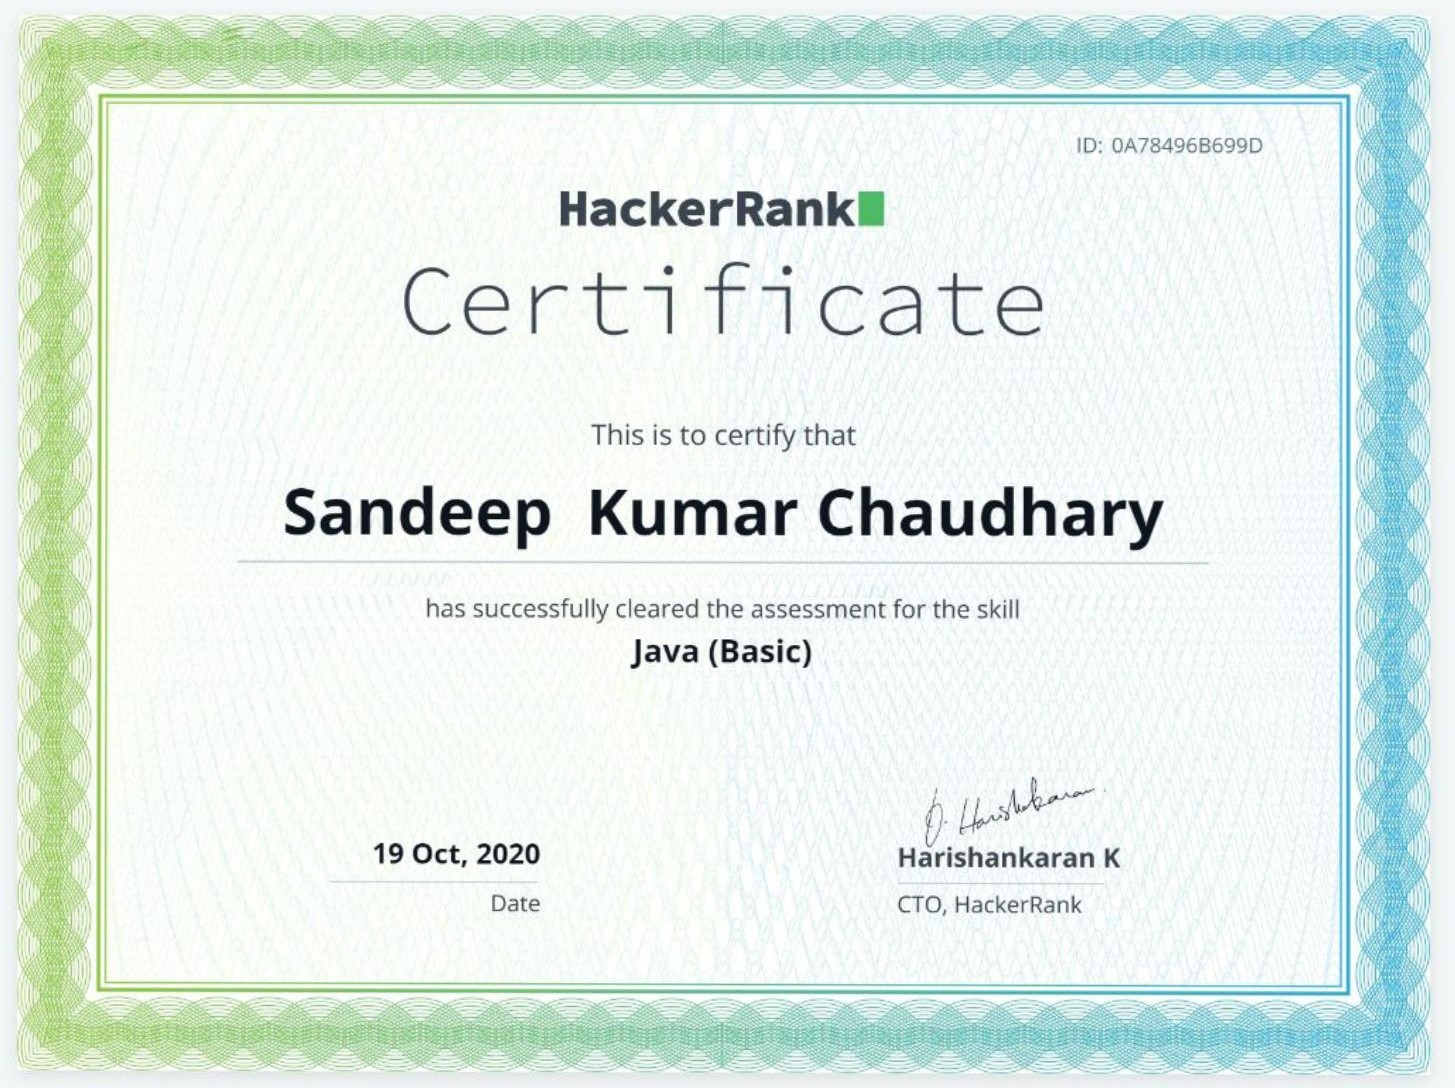 ID: 0A78496B699D
HackerRank
Certificate
This is to certify that
Sandeep  Kumar Chaudhary
has successfully cleared the assessment for the skill
Java (Basic)
D. Harishankaran
19 Oct, 2020
Harishankaran K
Date
CTO, HackerRank